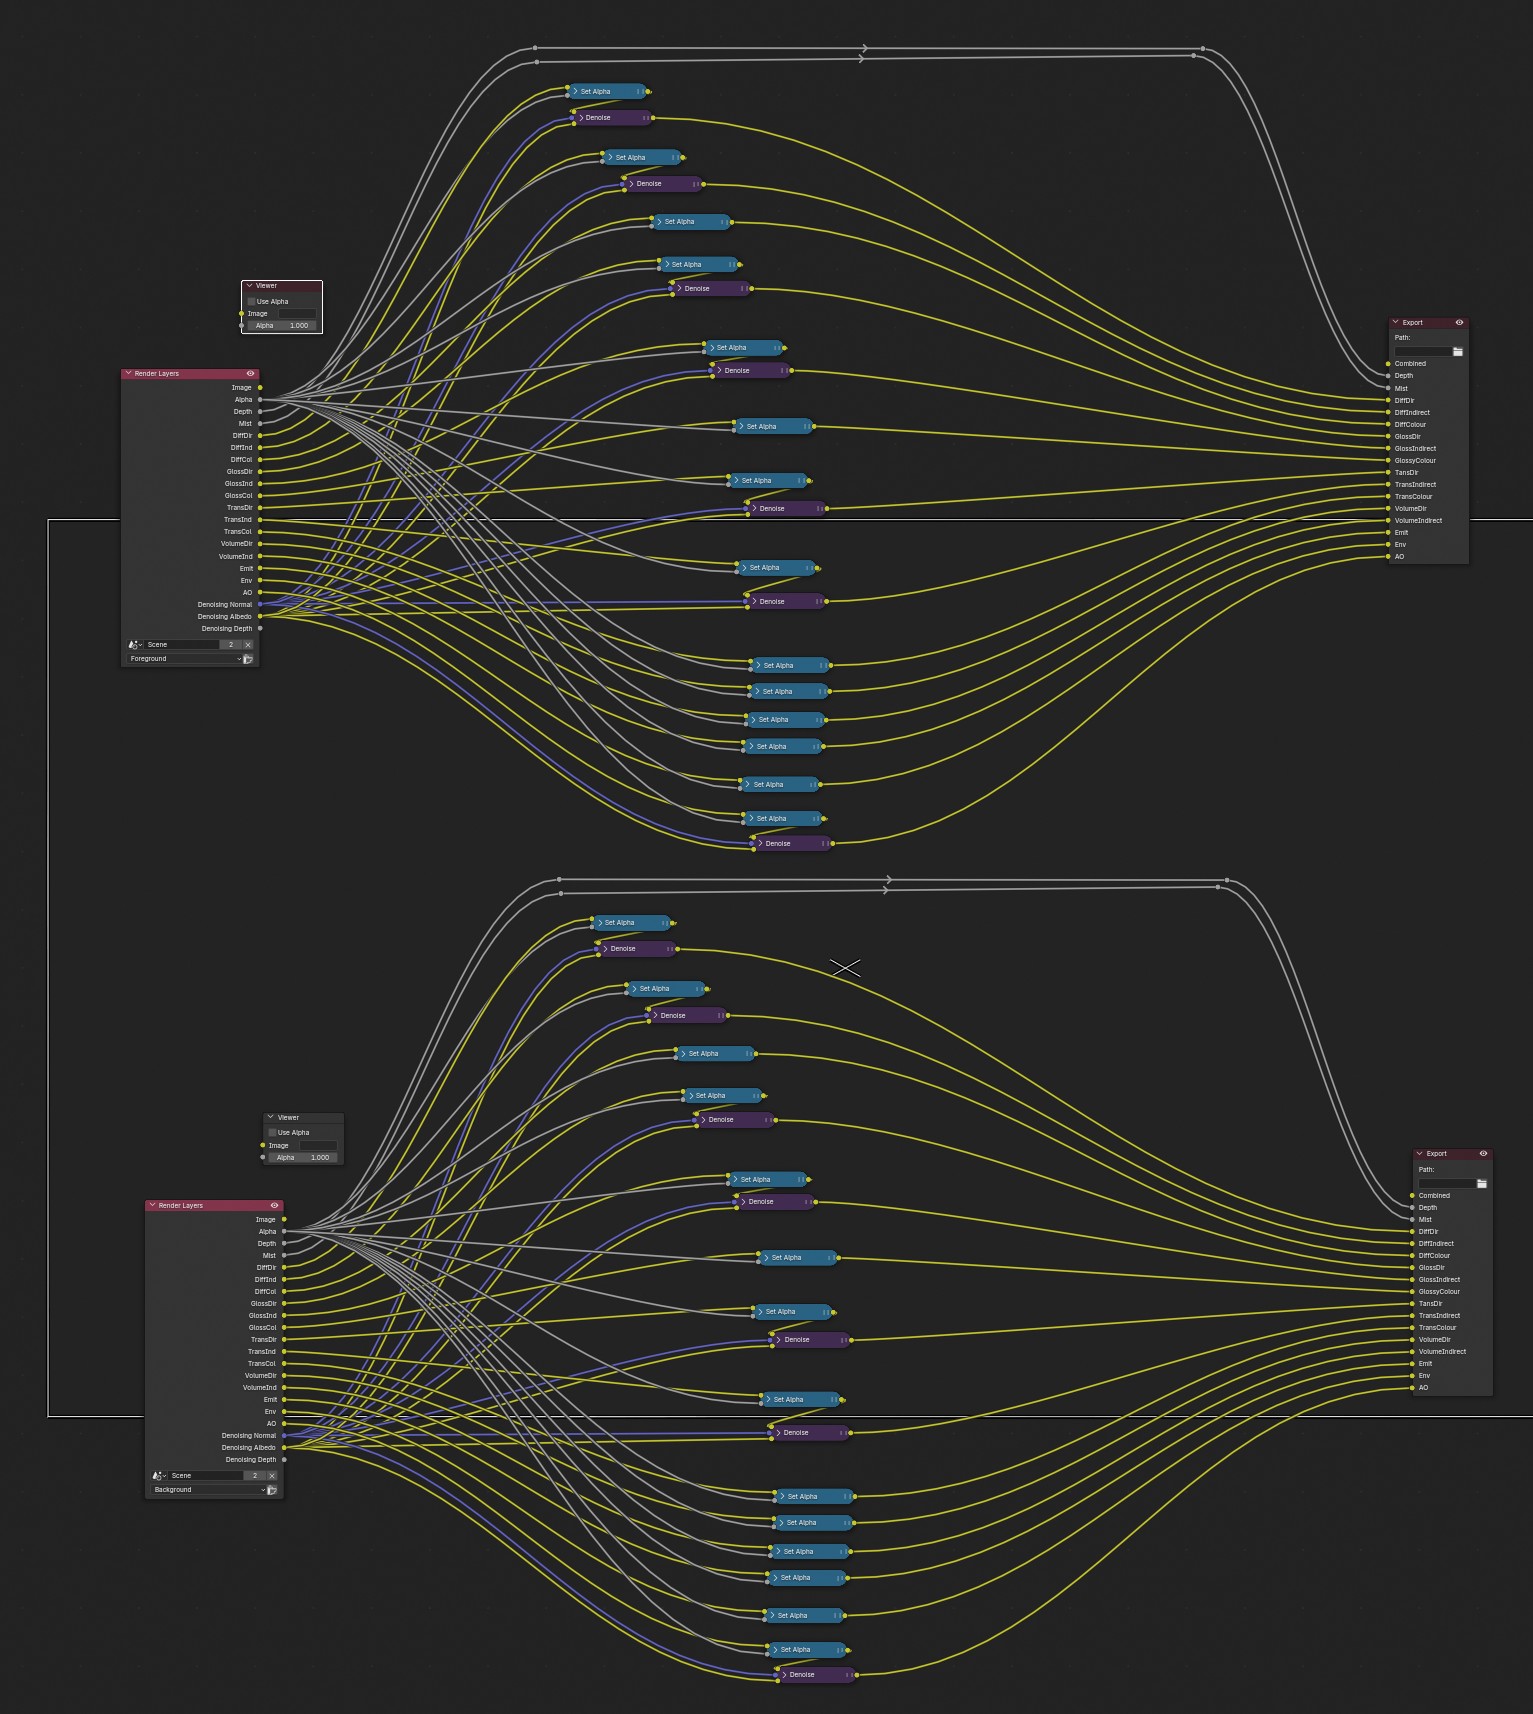 Set Alpha
Denoise
Set Alpha
Denoise
Set Alpha
Set Alpha
Viewer
Denoise
Use Alpha
Image
Alpha 1.000
Export
Path:
Set Alpha
Combined
Render Layers
Denoise
Depth
Image
Mist
Alpha
DiffDir
Depth
DiffIndirect
Mist
Set Alpha
DiffColour
DiffDir
GlossDir
DiffInd
GlossIndirect
DiffCol
GlossyColour
GlossDir
TansDir
GlossInd
Set Alpha
TransIndirect
GlossCol
TransColour
TransDir
Denoise
VolumeDir
TransInd
VolumeIndirect
TransCol
Emit
VolumeDir
Env
VolumeInd
AO
Emit
Set Alpha
Env
AO
Denoising Normal
Denoise
Denoising Albedo
Denoising Depth
Scene 2
Foreground
Set Alpha
Set Alpha
Set Alpha
Set Alpha
Set Alpha
Set Alpha
Denoise
Set Alpha
Denoise
Set Alpha
Denoise
Set Alpha
Set Alpha
Viewer
Denoise
Use Alpha
Image
Alpha 1.000
Export
Path:
Set Alpha
Combined
Render Layers
Denoise
Depth
Image
Mist
Alpha
DiffDir
Depth
DiffIndirect
Mist
Set Alpha
DiffColour
DiffDir
GlossDir
DiffInd
GlossIndirect
DiffCol
GlossyColour
GlossDir
TansDir
GlossInd
Set Alpha
TransIndirect
GlossCol
TransColour
TransDir
Denoise
VolumeDir
TransInd
VolumeIndirect
TransCol
Emit
VolumeDir
Env
VolumeInd
AO
Emit
Set Alpha
Env
AO
Denoising Normal
Denoise
Denoising Albedo
Denoising Depth
Scene 2
Background
Set Alpha
Set Alpha
Set Alpha
Set Alpha
Set Alpha
Set Alpha
Denoise